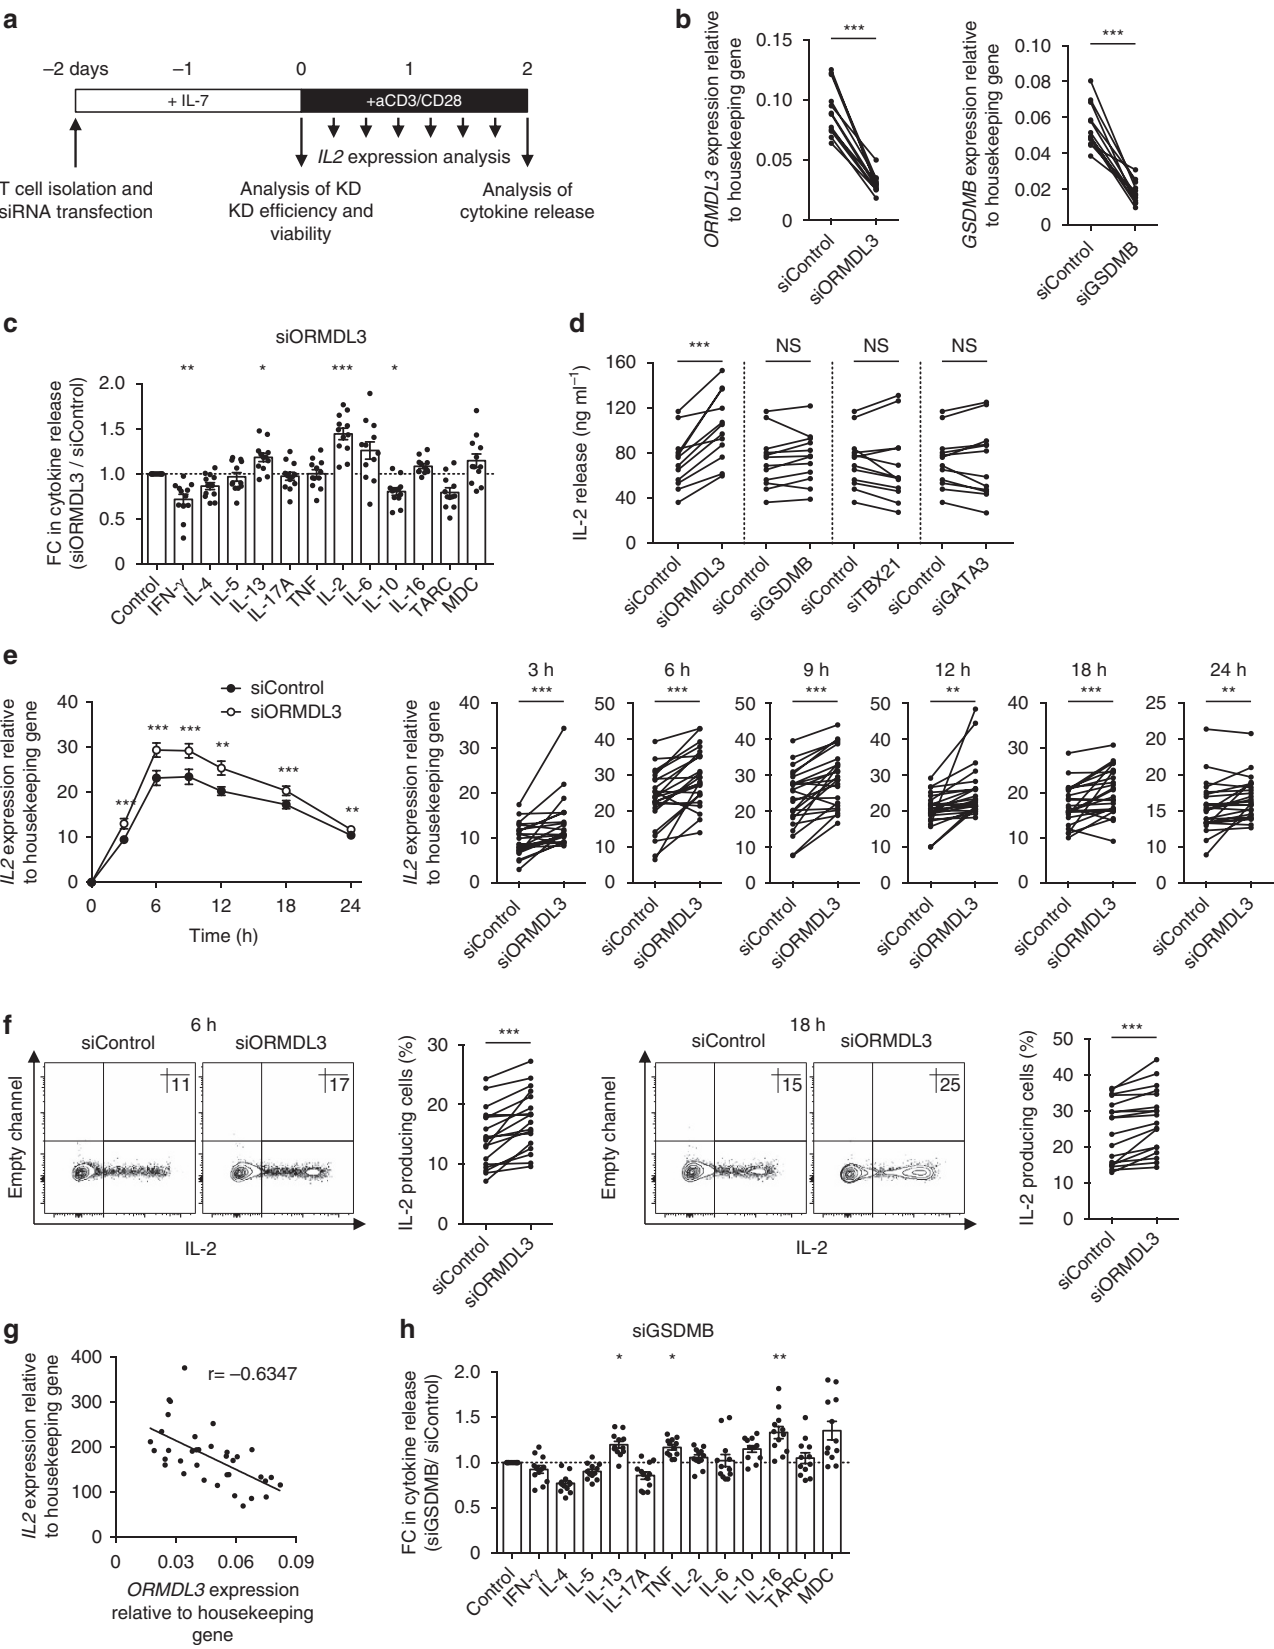 a
−2 days −1 0 1 2
+ IL-7 +aCD3/CD28
IL2 expression analysis
T cell isolation and
siRNA transfection
Analysis of KD
KD efficiency and
viability
Analysis of
cytokine release
b
ORMDL3 expression relative
to housekeeping gene
0.15
0.10
0.05
0
***
siControl
siORMDL3
GSDMB expression relative
to housekeeping gene
0.10
0.08
0.06
0.04
0.02
0
***
siControl
siGSDMB
c
siORMDL3
FC in cytokine release
(siORMDL3 / siControl)
** * *** *
2.0
1.5
1.0
0.5
0
Control
IFN-γ
IL-4
IL-5
IL-13
IL-17A
TNF
IL-2
IL-6
IL-10
IL-16
TARC
MDC
d
IL-2 release (ng ml−1)
*** NS NS NS
160
120
80
40
0
siControl
siORMDL3
siControl
siGSDMB
siControl
siTBX21
siControl
siGATA3
e
IL2 expression relative
to housekeeping gene
siControl
siORMDL3
40
30
20
10
0
*** *** *** ** *** **
0 6 12 18 24
Time (h)
IL2 expression relative
to housekeeping gene
3 h
***
40
30
20
10
0
siControl
siORMDL3
6 h
***
50
40
30
20
10
0
siControl
siORMDL3
9 h
***
50
40
30
20
10
0
siControl
siORMDL3
12 h
**
50
40
30
20
10
0
siControl
siORMDL3
18 h
***
40
30
20
10
0
siControl
siORMDL3
24 h
**
25
20
15
10
5
0
siControl
siORMDL3
f
6 h
siControl siORMDL3
11 17
Empty channel
IL-2
IL-2 producing cells (%)
***
30
20
10
0
siControl
siORMDL3
18 h
siControl siORMDL3
15 25
Empty channel
IL-2
IL-2 producing cells (%)
***
50
40
30
20
10
0
siControl
siORMDL3
g
IL2 expression relative
to housekeeping gene
400
300
200
100
0
r= −0.6347
0 0.03 0.06 0.09
ORMDL3 expression
relative to housekeeping
gene
h
siGSDMB
FC in cytokine release
(siGSDMB/ siControl)
* * **
2.0
1.5
1.0
0.5
0
Control
IFN-γ
IL-4
IL-5
IL-13
IL-17A
TNF
IL-2
IL-6
IL-10
IL-16
TARC
MDC